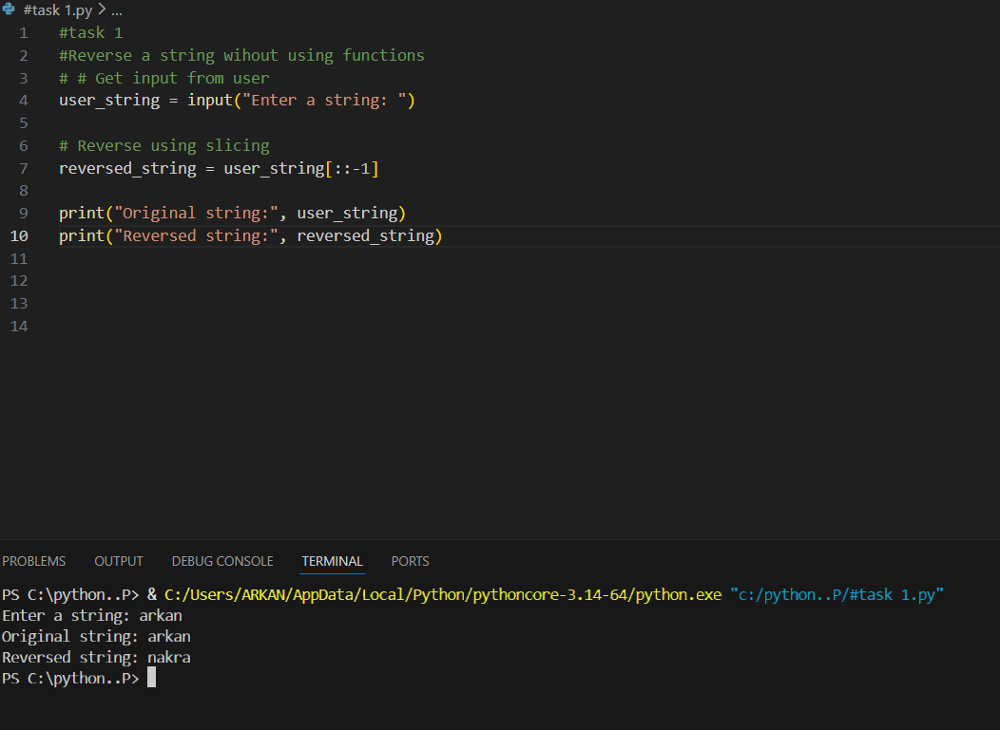 #task 1.py > ...
1 #task 1
2 #Reverse a string wihout using functions
3 # # Get input from user
4 user_string = input("Enter a string: ")
5
6 # Reverse using slicing
7 reversed_string = user_string[::-1]
8
9 print("Original string:", user_string)
10 print("Reversed string:", reversed_string)
11
12
13
14
PROBLEMS OUTPUT DEBUG CONSOLE TERMINAL PORTS
PS C:\python..P> & C:/Users/ARKAN/AppData/Local/Python/pythoncore-3.14-64/python.exe "c:/python..P/#task 1.py"
Enter a string: arkan
Original string: arkan
Reversed string: nakra
PS C:\python..P>